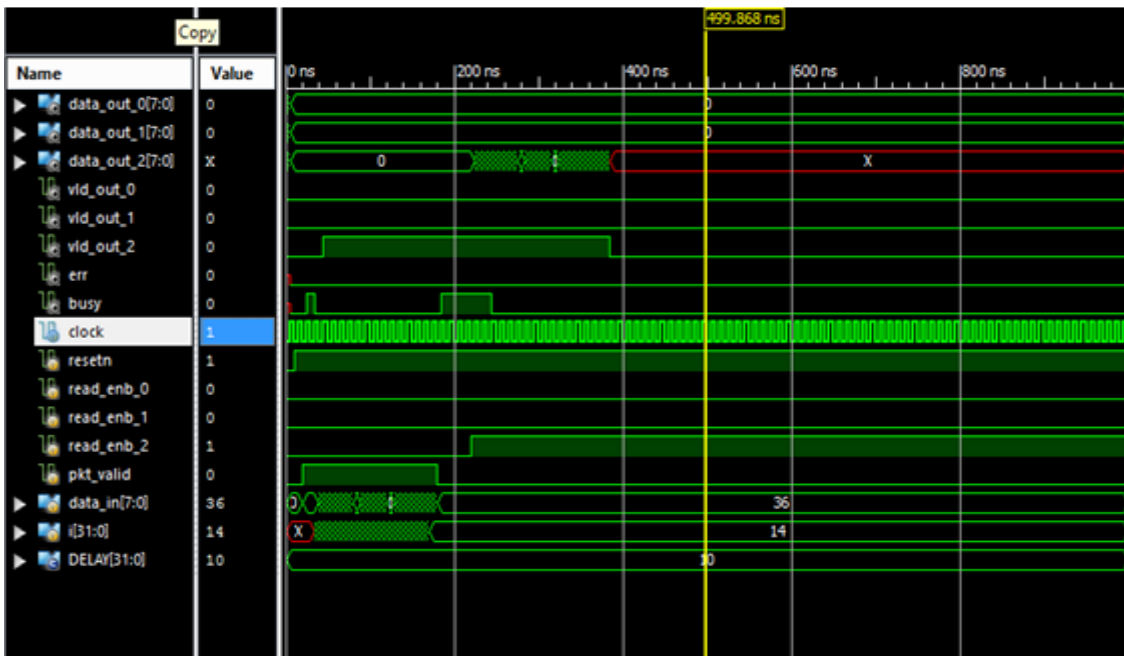 499.868 ns
Copy
Name Value 0 ns 200 ns 400 ns 600 ns 800 ns
data_out_0[7:0] 0 0
data_out_1[7:0] 0 0
data_out_2[7:0] X 0 X
vld_out_0 0
vld_out_1 0
vld_out_2 0
err 0
busy 0
clock 1
resetn 1
read_enb_0 0
read_enb_1 0
read_enb_2 1
pkt_valid 0
data_in[7:0] 36 0 36
i[31:0] 14 X 14
DELAY[31:0] 10 10